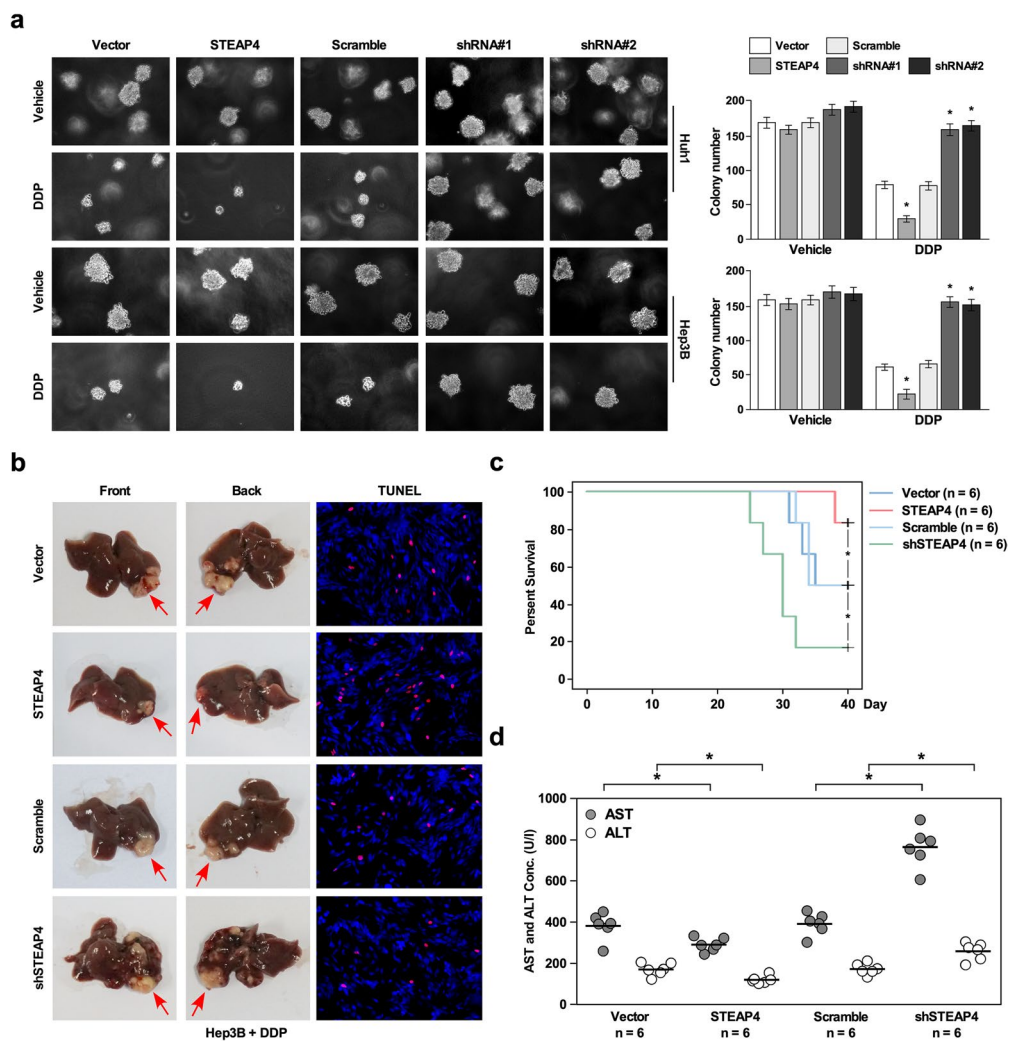 a
Vector STEAP4 Scramble shRNA#1 shRNA#2
Vehicle
DDP
Huh1
Vehicle
DDP
Hep3B
Vector Scramble
STEAP4 shRNA#1 shRNA#2
200
150
100
50
0
Colony number
* * *
Vehicle DDP
200
150
100
50
0
Colony number
* * *
Vehicle DDP
b
Front Back TUNEL
Vector
STEAP4
Scramble
shSTEAP4
Hep3B + DDP
c
100
80
60
40
20
0
Persent Survival
0 10 20 30 40 Day
*
*
Vector (n = 6)
STEAP4 (n = 6)
Scramble (n = 6)
shSTEAP4 (n = 6)
d
* *
* *
1000
800
600
400
200
0
AST and ALT Conc. (U/l)
AST
ALT
Vector STEAP4 Scramble shSTEAP4
n = 6 n = 6 n = 6 n = 6